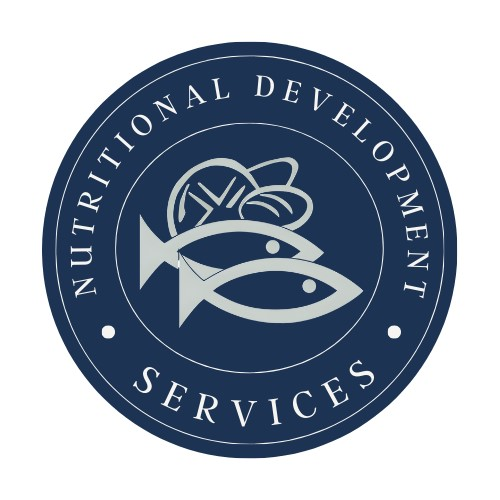 NUTRITIONAL DEVELOPMENT
SERVICES